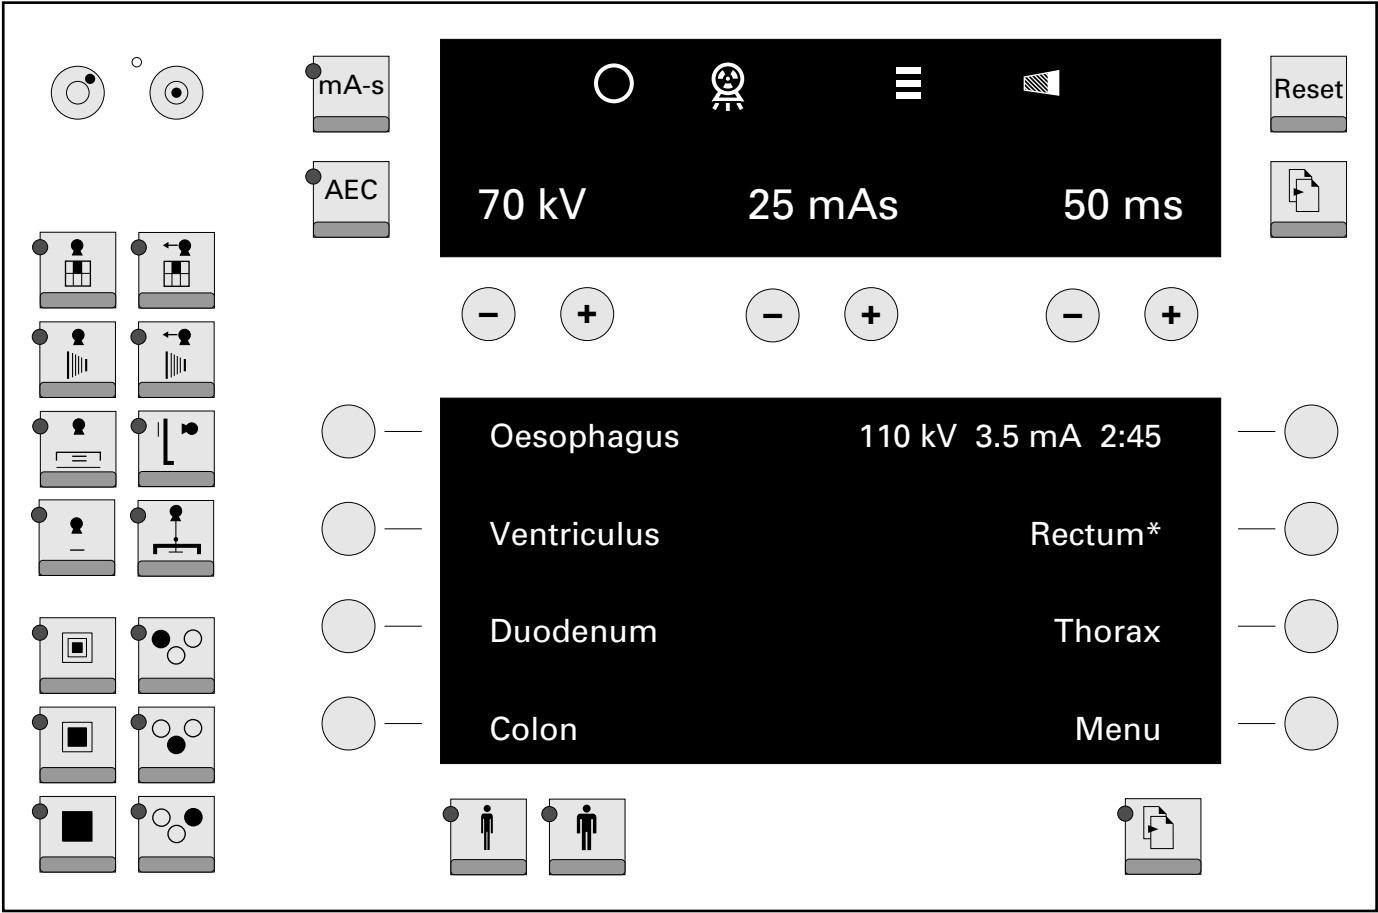 mA-s
Reset
AEC
70 kV 25 mAs 50 ms
− + − + − +
Oesophagus 110 kV 3.5 mA 2:45
Ventriculus Rectum*
Duodenum Thorax
Colon Menu